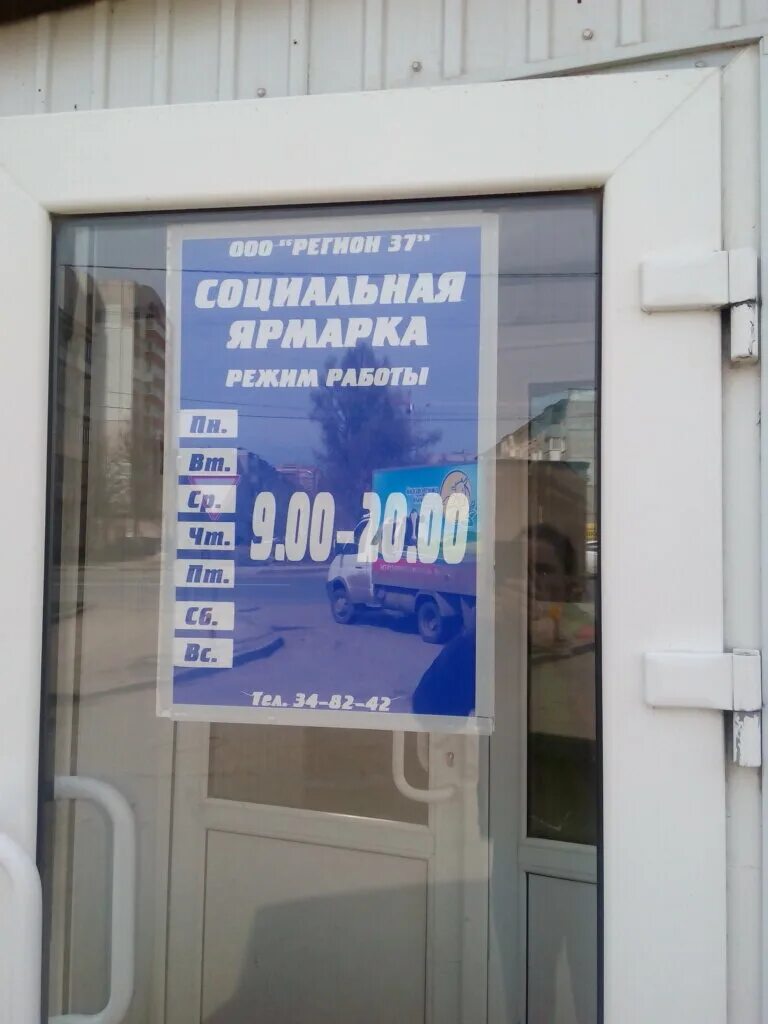 ООО "РЕГИОН 37"
СОЦИАЛЬНАЯ
ЯРМАРКА
РЕЖИМ РАБОТЫ
Пн.
Вт.
Ср.
Чт.
Пт.
Сб.
Вс.
9.00-20.00
Тел. 34-82-42